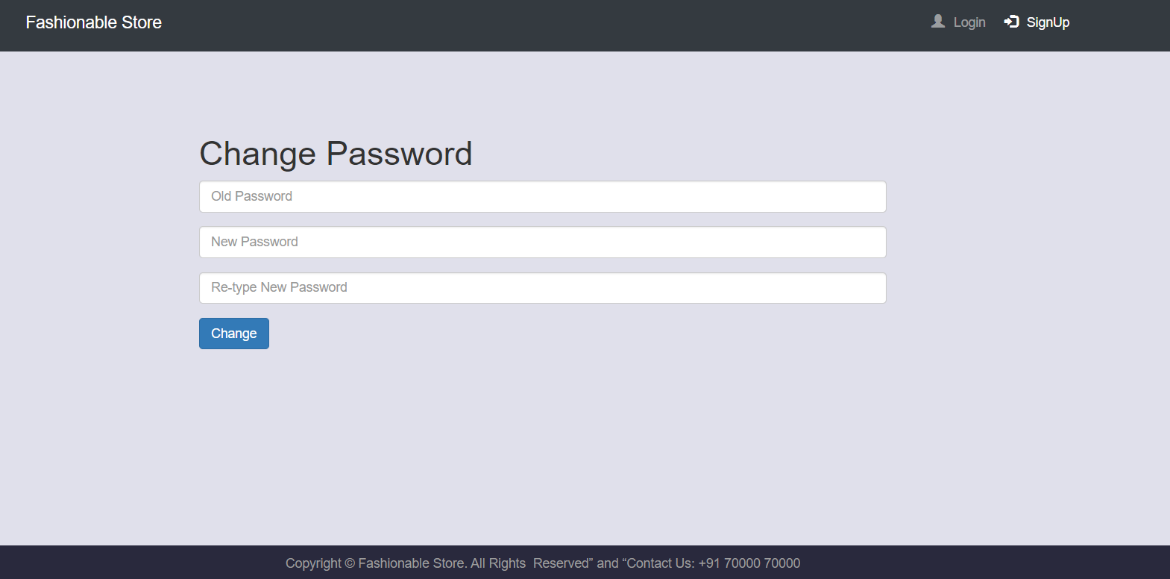 Fashionable Store
Login
SignUp
Change Password
Old Password
New Password
Re-type New Password
Change
Copyright © Fashionable Store. All Rights  Reserved” and “Contact Us: +91 70000 70000